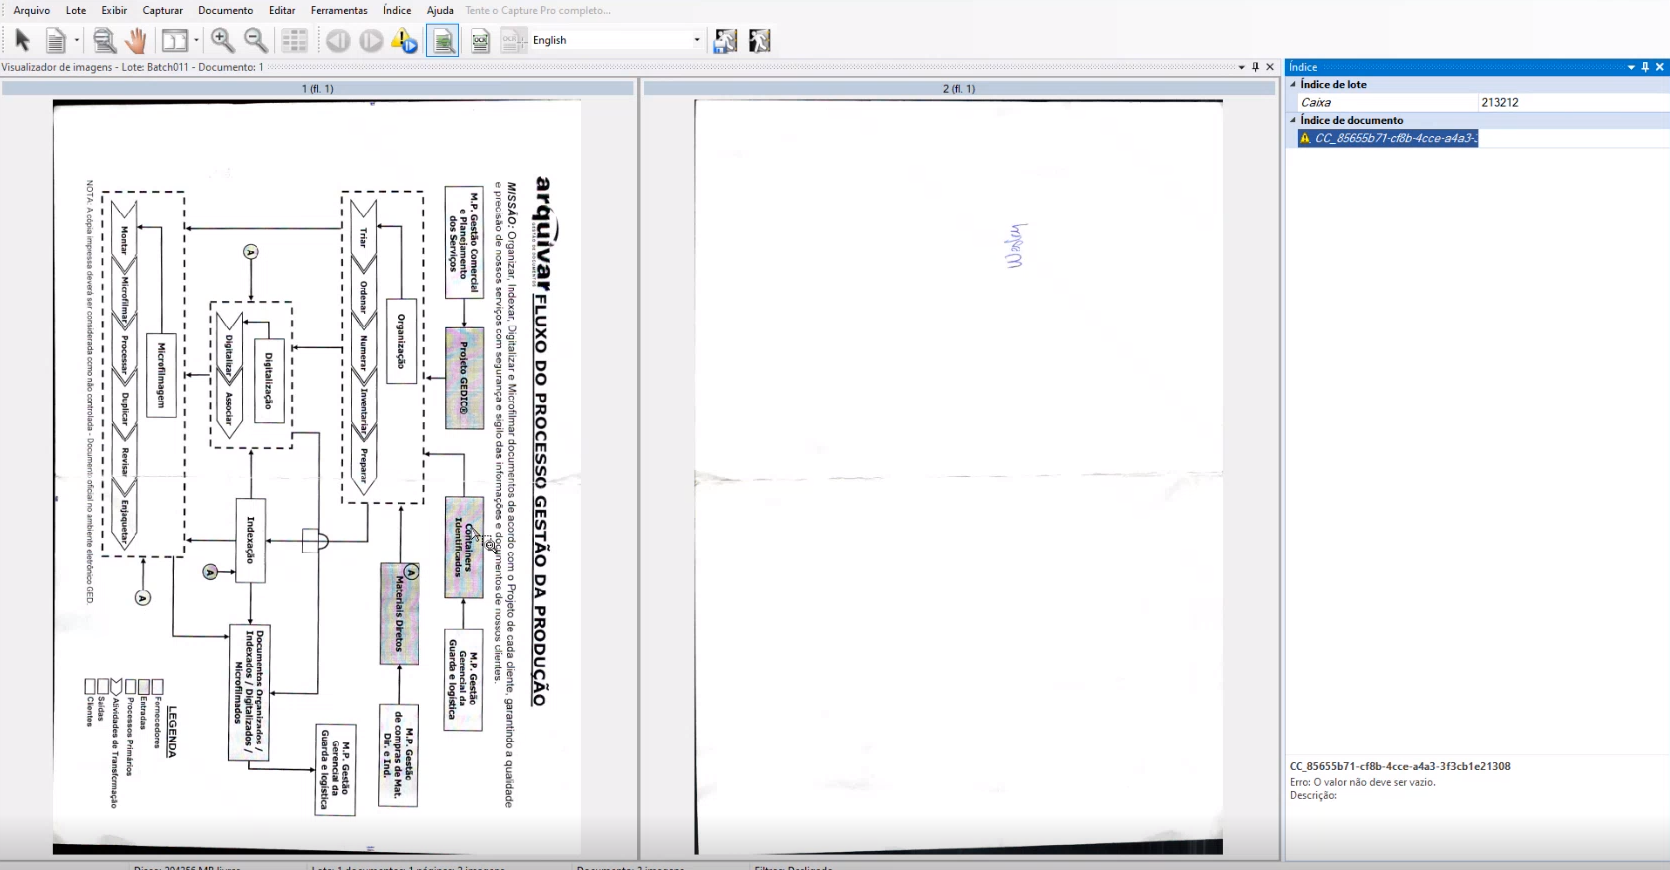 Arquivo Lote Exibir Capturar Documento Editar Ferramentas Índice Ajuda Tente o Capture Pro completo...
English
Visualizador de imagens - Lote: Batch011 - Documento: 1
1 (fl. 1)
2 (fl. 1)
arquivar
GESTÃO DE DOCUMENTOS
FLUXO DO PROCESSO GESTÃO DA PRODUÇÃO
MISSÃO: Organizar, Indexar, Digitalizar e Microfilmar documentos de acordo com o Projeto de cada cliente, garantindo a qualidade
e precisão de nossos serviços com segurança e sigilo das informações e documentos de nossos clientes.
M.P. Gestão Comercial
e Planejamento
dos Serviços
Projeto GEDIC®
Containers
Identificados
M.P. Gestão
Gerencial da
Guarda e logística
Organização
Triar
Ordenar
Numerar
Inventariar
Preparar
A
Materiais Diretos
M.P. Gestão
de compras de Mat.
Dir. e Ind.
A
Digitalização
Digitalizar
Associar
Indexação
A
Documentos Organizados /
Indexados / Digitalizados /
Microfilmados
M.P. Gestão
Gerencial da
Guarda e logística
Microfilmagem
Montar
Microfilmar
Processar
Duplicar
Revisar
Enjaquetar
A
LEGENDA
Fornecedores
Entradas
Processos Primários
Atividades de Transformação
Saídas
Clientes
NOTA: A cópia impressa deverá ser considerada como não controlada - Documento oficial no ambiente eletrônico GED.
Índice
Índice de lote
Caixa 213212
Índice de documento
CC_85655b71-cf8b-4cce-a4a3-
CC_85655b71-cf8b-4cce-a4a3-3f3cb1e21308
Erro: O valor não deve ser vazio.
Descrição: